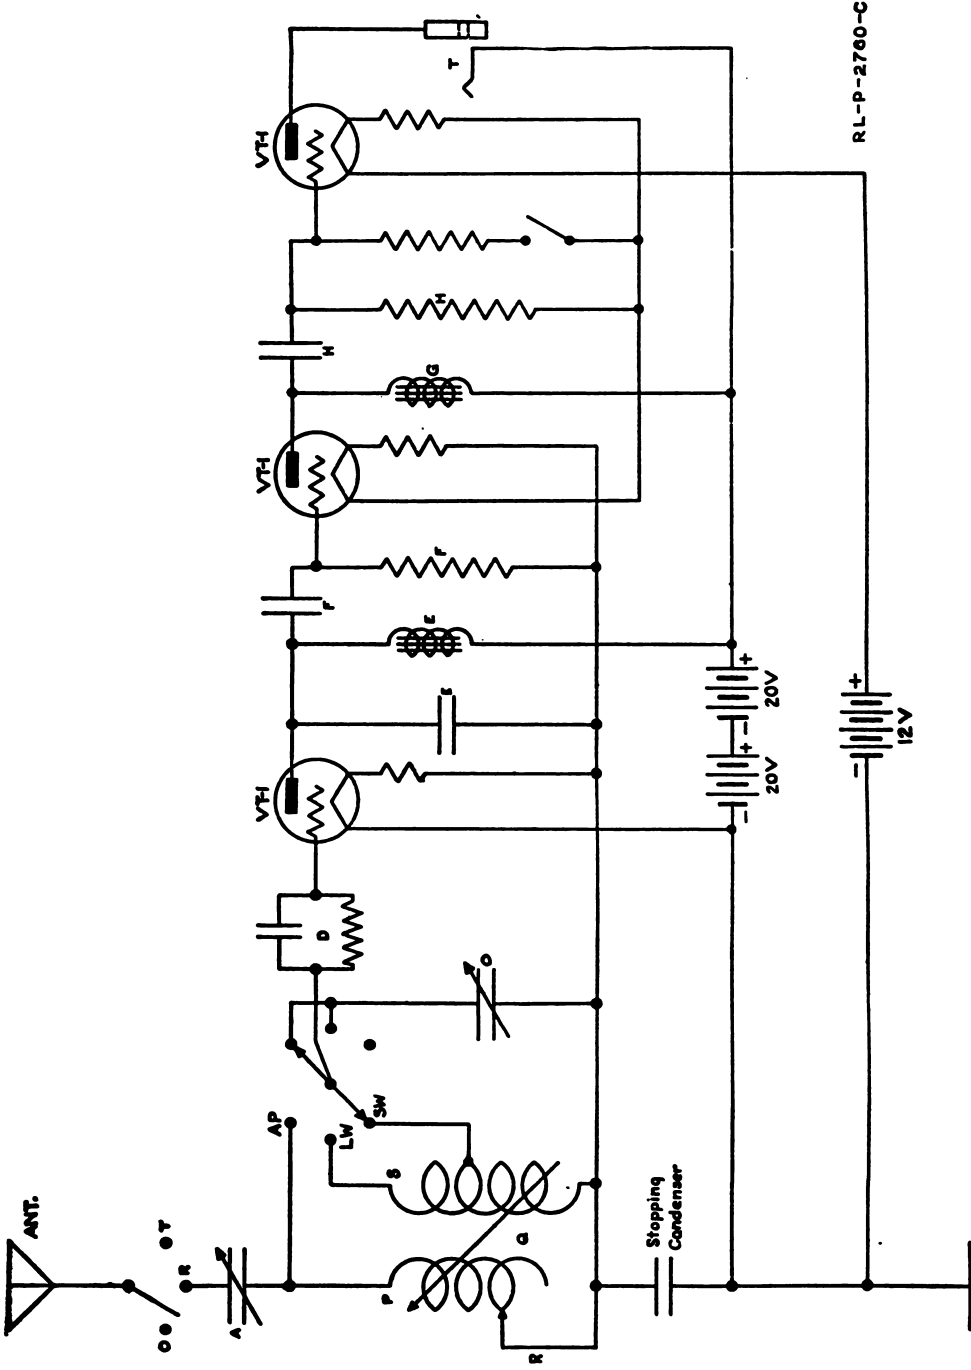 ANT.
O
T
R
A
AP
LW
SW
P
S
Q
R
O
D
VT-1
E
E
F
F
VT-1
G
H
H
VT-1
T
Stopping
Condenser
- + - +
20V 20V
- +
12V
RL-P-2760-C